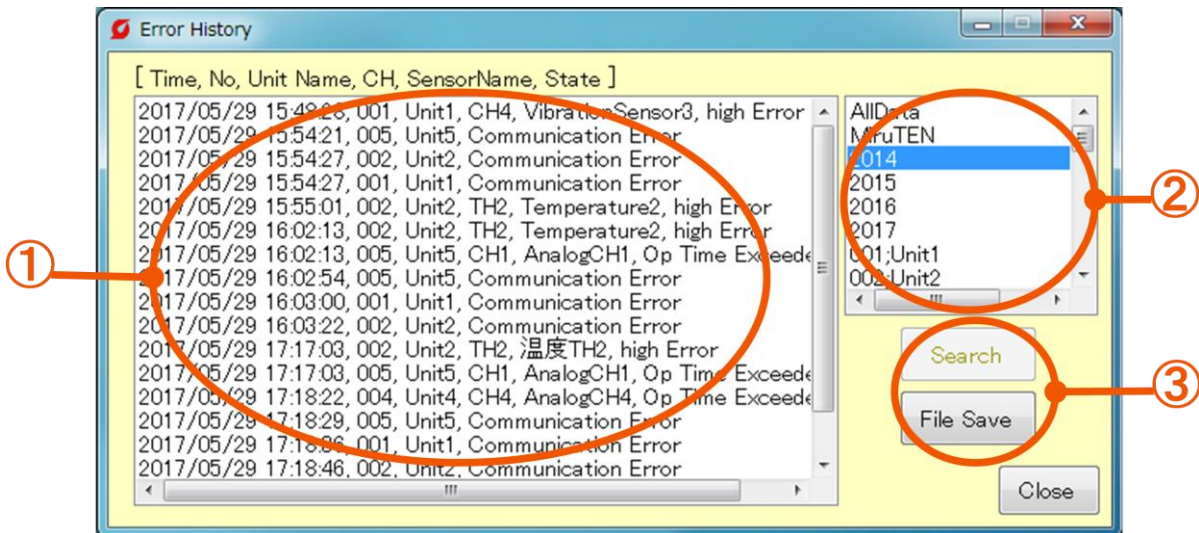 Error History
[ Time, No, Unit Name, CH, SensorName, State ]
2017/05/29 15:48:28, 001, Unit1, CH4, VibrationSensor3, high Error
2017/05/29 15:54:21, 005, Unit5, Communication Error
2017/05/29 15:54:27, 002, Unit2, Communication Error
2017/05/29 15:54:27, 001, Unit1, Communication Error
2017/05/29 15:55:01, 002, Unit2, TH2, Temperature2, high Error
2017/05/29 16:02:13, 002, Unit2, TH2, Temperature2, high Error
2017/05/29 16:02:13, 005, Unit5, CH1, AnalogCH1, Op Time Exceede
2017/05/29 16:02:54, 005, Unit5, Communication Error
2017/05/29 16:03:00, 001, Unit1, Communication Error
2017/05/29 16:03:22, 002, Unit2, Communication Error
2017/05/29 17:17:03, 002, Unit2, TH2, 温度TH2, high Error
2017/05/29 17:17:03, 005, Unit5, CH1, AnalogCH1, Op Time Exceede
2017/05/29 17:18:22, 004, Unit4, CH4, AnalogCH4, Op Time Exceede
2017/05/29 17:18:29, 005, Unit5, Communication Error
2017/05/29 17:18:36, 001, Unit1, Communication Error
2017/05/29 17:18:46, 002, Unit2, Communication Error
①
AllData
MiruTEN
2014
2015
2016
2017
001;Unit1
002;Unit2
②
Search
File Save
③
Close